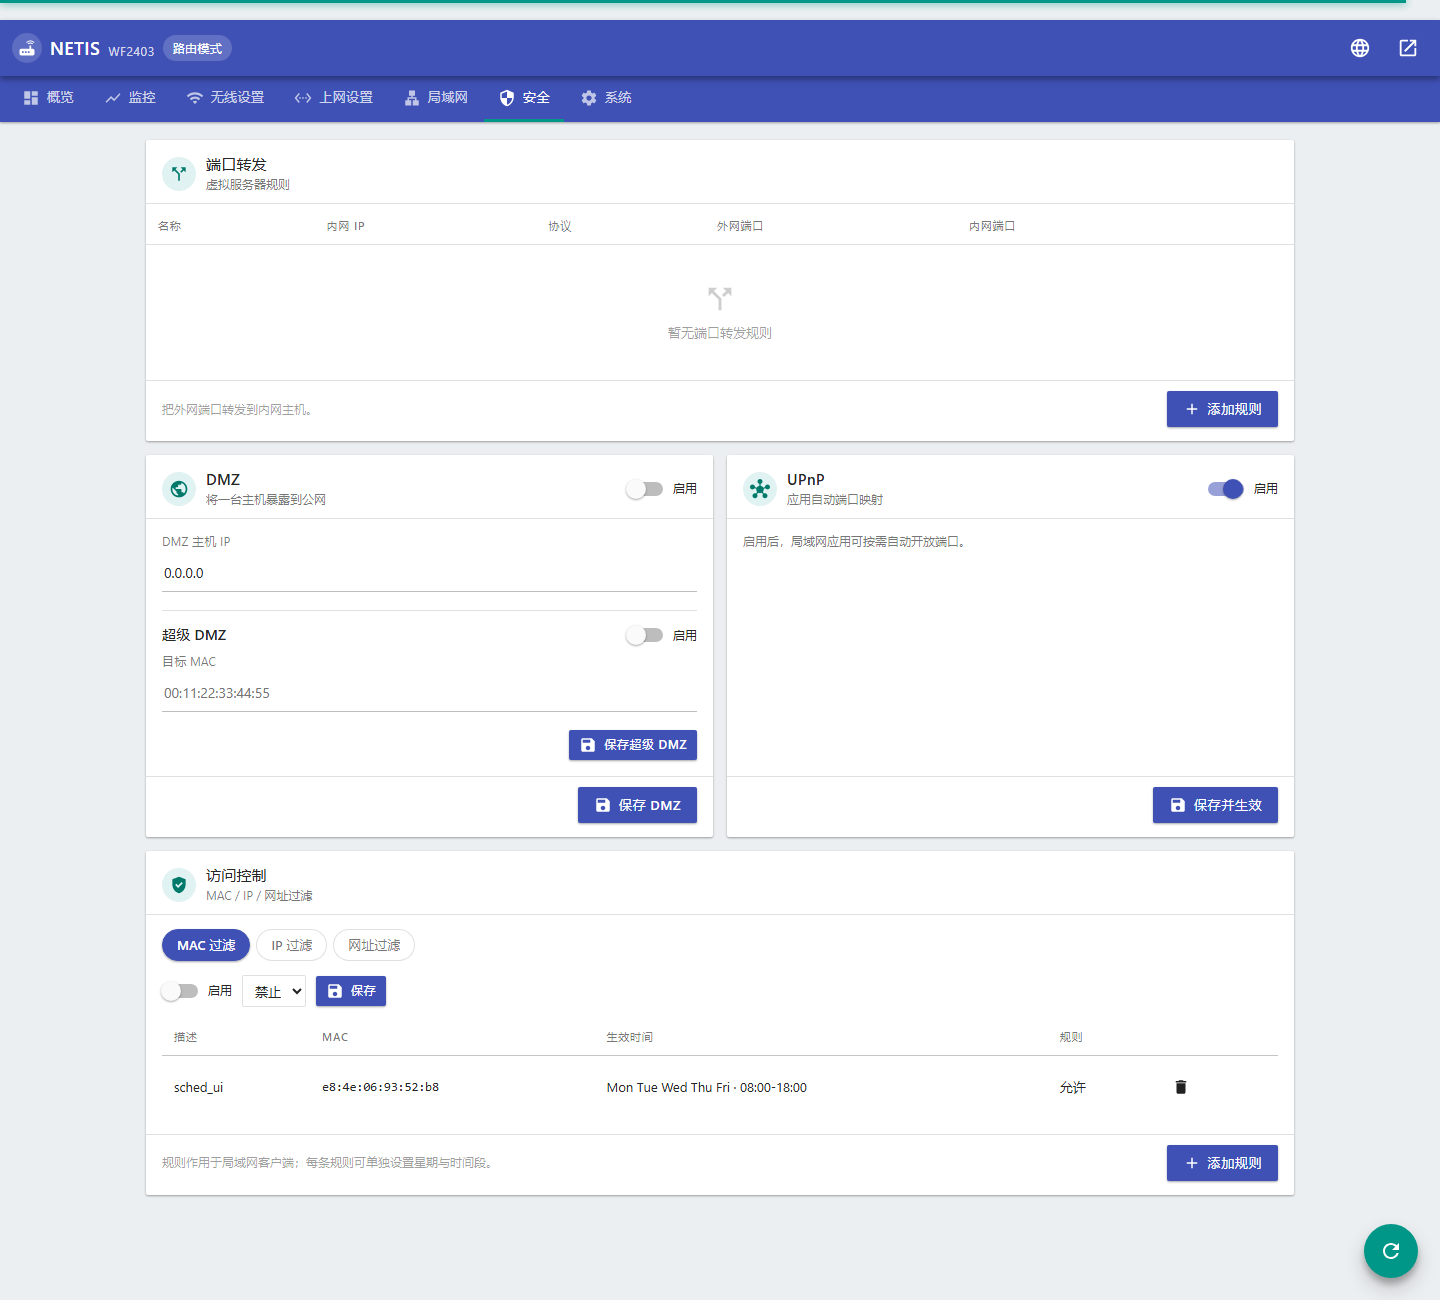 NETIS WF2403 路由模式
概览 监控 无线设置 上网设置 局域网 安全 系统
端口转发
虚拟服务器规则
名称 内网 IP 协议 外网端口 内网端口
暂无端口转发规则
把外网端口转发到内网主机。 添加规则
DMZ
将一台主机暴露到公网
启用
DMZ 主机 IP
0.0.0.0
超级 DMZ 启用
目标 MAC
00:11:22:33:44:55
保存超级 DMZ
保存 DMZ
UPnP
应用自动端口映射
启用
启用后，局域网应用可按需自动开放端口。
保存并生效
访问控制
MAC / IP / 网址过滤
MAC 过滤 IP 过滤 网址过滤
启用 禁止 保存
描述 MAC 生效时间 规则
sched_ui e8:4e:06:93:52:b8 Mon Tue Wed Thu Fri · 08:00-18:00 允许
规则作用于局域网客户端；每条规则可单独设置星期与时间段。 添加规则